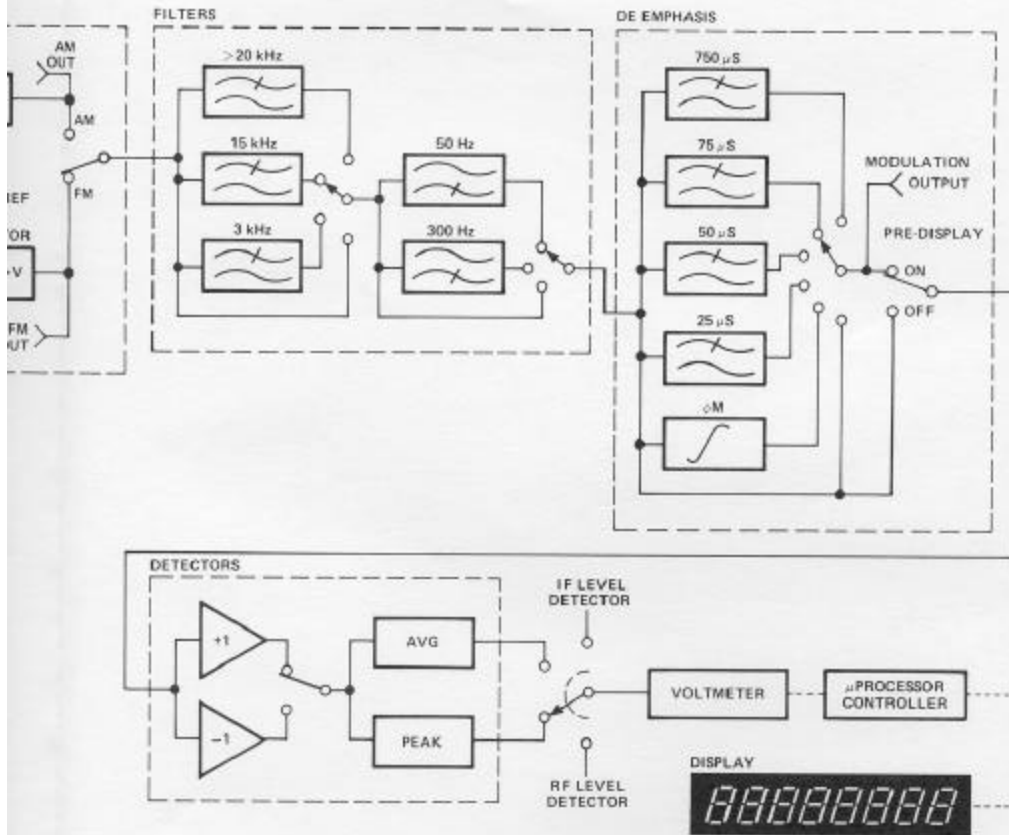 FILTERS
DE EMPHASIS
AM
OUT
AM
FM
FM
>20 kHz
15 kHz
3 kHz
50 Hz
300 Hz
750 μS
75 μS
50 μS
25 μS
φM
MODULATION
OUTPUT
PRE-DISPLAY
ON
OFF
DETECTORS
+1
−1
AVG
PEAK
IF LEVEL
DETECTOR
RF LEVEL
DETECTOR
VOLTMETER
μPROCESSOR
CONTROLLER
DISPLAY
88888888